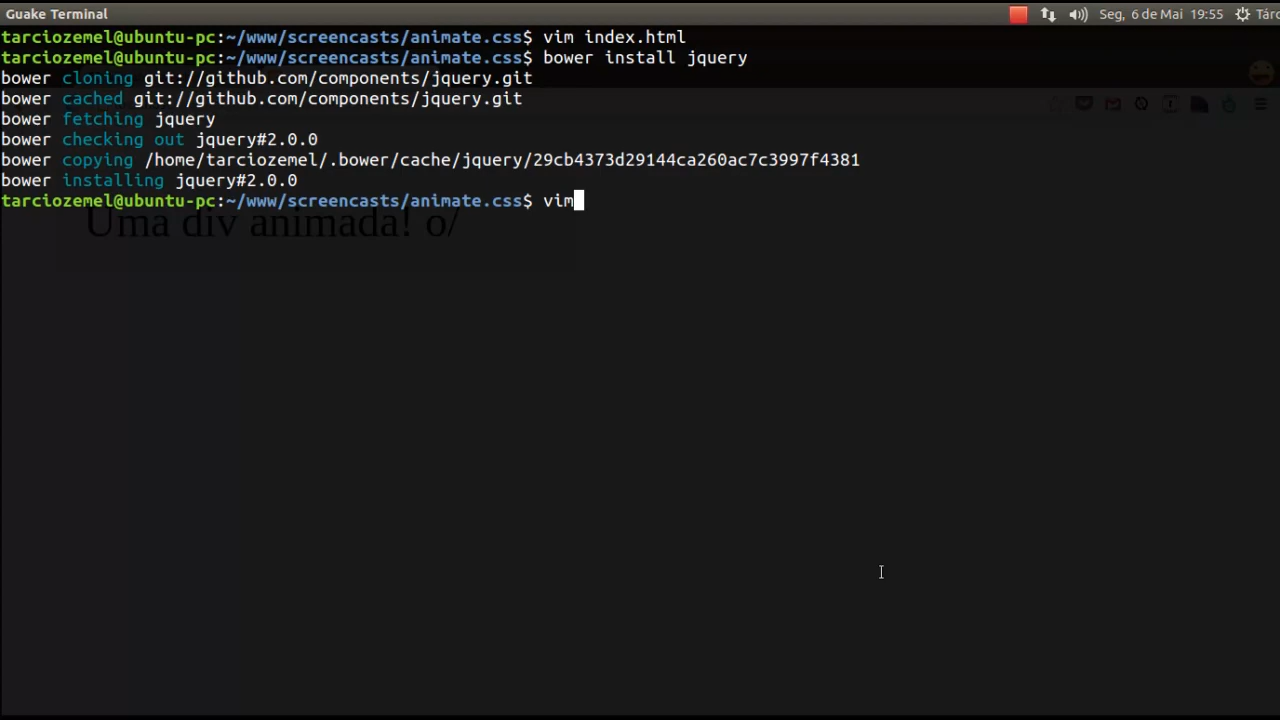 Guake Terminal
Seg, 6 de Mai 19:55 Tárc
tarciozemel@ubuntu-pc:~/www/screencasts/animate.css$ vim index.html
tarciozemel@ubuntu-pc:~/www/screencasts/animate.css$ bower install jquery
bower cloning git://github.com/components/jquery.git
bower cached git://github.com/components/jquery.git
bower fetching jquery
bower checking out jquery#2.0.0
bower copying /home/tarciozemel/.bower/cache/jquery/29cb4373d29144ca260ac7c3997f4381
bower installing jquery#2.0.0
tarciozemel@ubuntu-pc:~/www/screencasts/animate.css$ vim
Uma div animada! o/